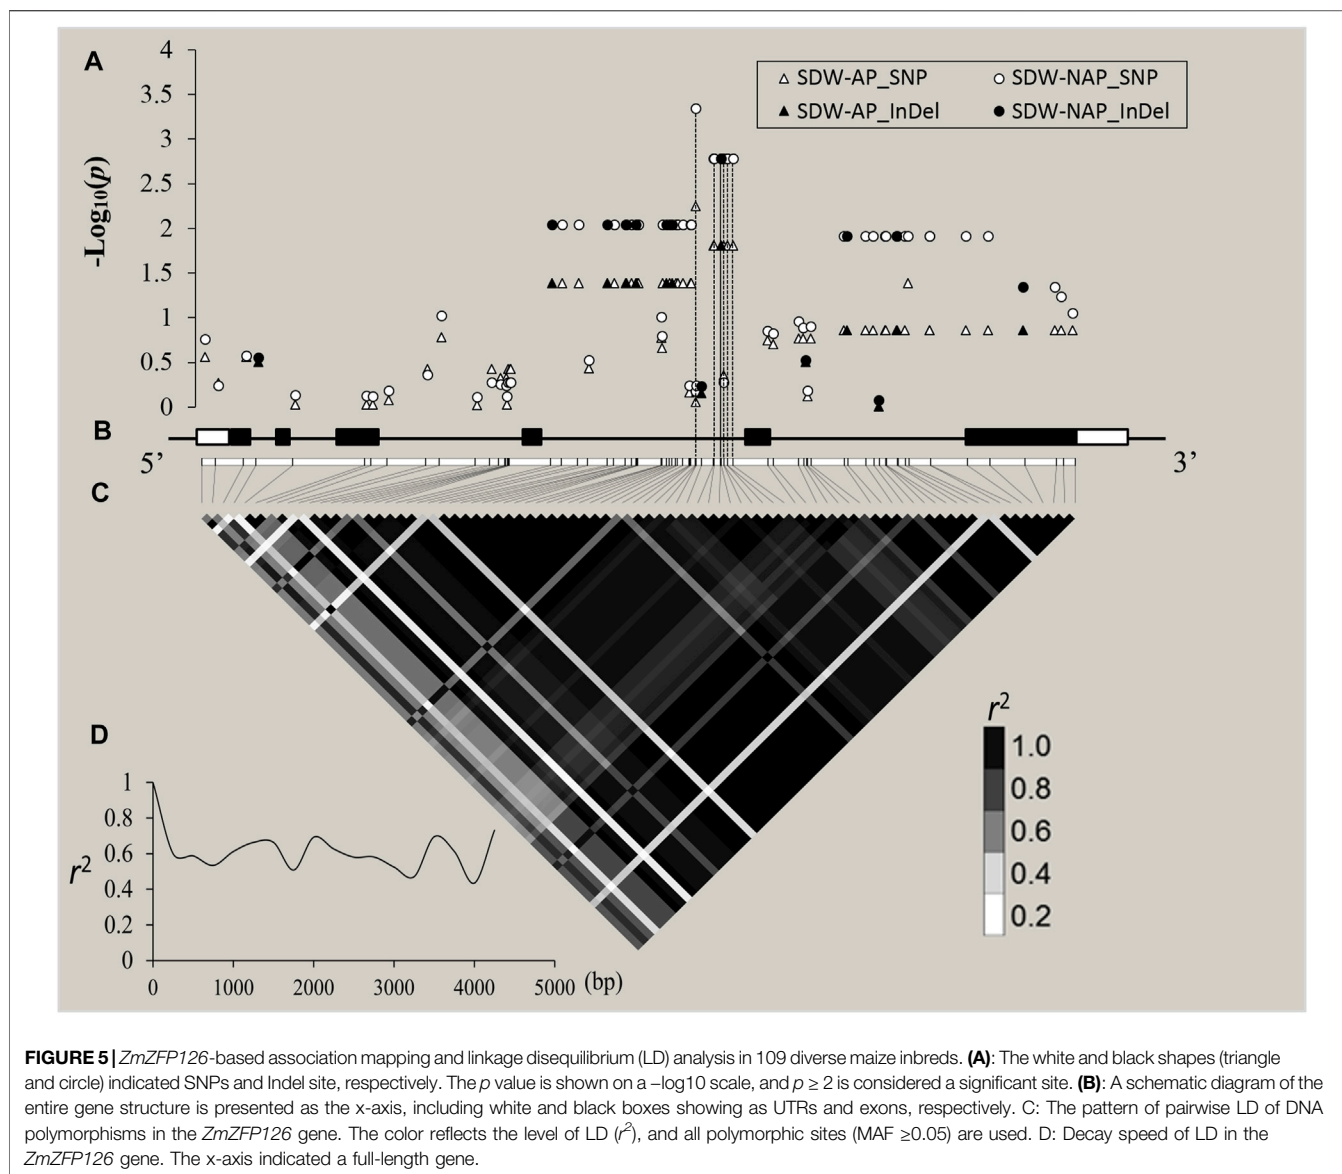 A
4
3.5
3
2.5
2
1.5
1
0.5
0
-Log10(p)
△ SDW-AP_SNP ○ SDW-NAP_SNP
▲ SDW-AP_InDel ● SDW-NAP_InDel
B
5’
3’
C
r2
1.0
0.8
0.6
0.4
0.2
D
1
0.8
0.6
0.4
0.2
0
r2
0 1000 2000 3000 4000 5000 (bp)
FIGURE 5 | ZmZFP126-based association mapping and linkage disequilibrium (LD) analysis in 109 diverse maize inbreds. (A): The white and black shapes (triangle
and circle) indicated SNPs and Indel site, respectively. The p value is shown on a –log10 scale, and p ≥ 2 is considered a significant site. (B): A schematic diagram of the
entire gene structure is presented as the x-axis, including white and black boxes showing as UTRs and exons, respectively. C: The pattern of pairwise LD of DNA
polymorphisms in the ZmZFP126 gene. The color reflects the level of LD (r2), and all polymorphic sites (MAF ≥0.05) are used. D: Decay speed of LD in the
ZmZFP126 gene. The x-axis indicated a full-length gene.